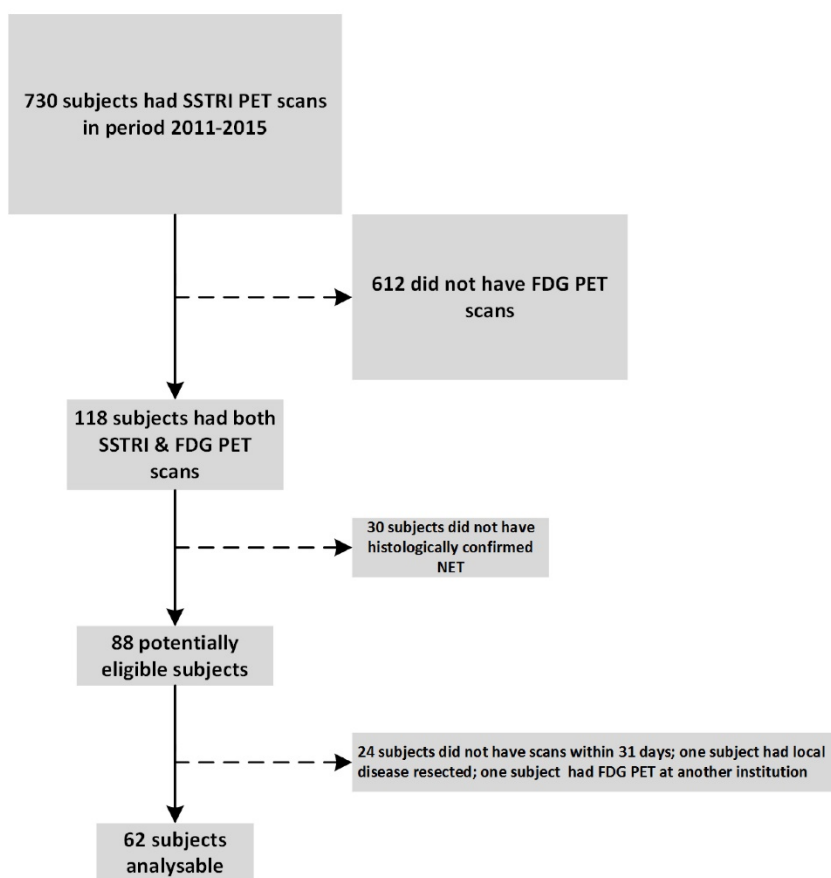 730 subjects had SSTRI PET scans
in period 2011-2015
612 did not have FDG PET
scans
118 subjects had both
SSTRI & FDG PET
scans
30 subjects did not have
histologically confirmed
NET
88 potentially
eligible subjects
24 subjects did not have scans within 31 days; one subject had local
disease resected; one subject had FDG PET at another institution
62 subjects
analysable